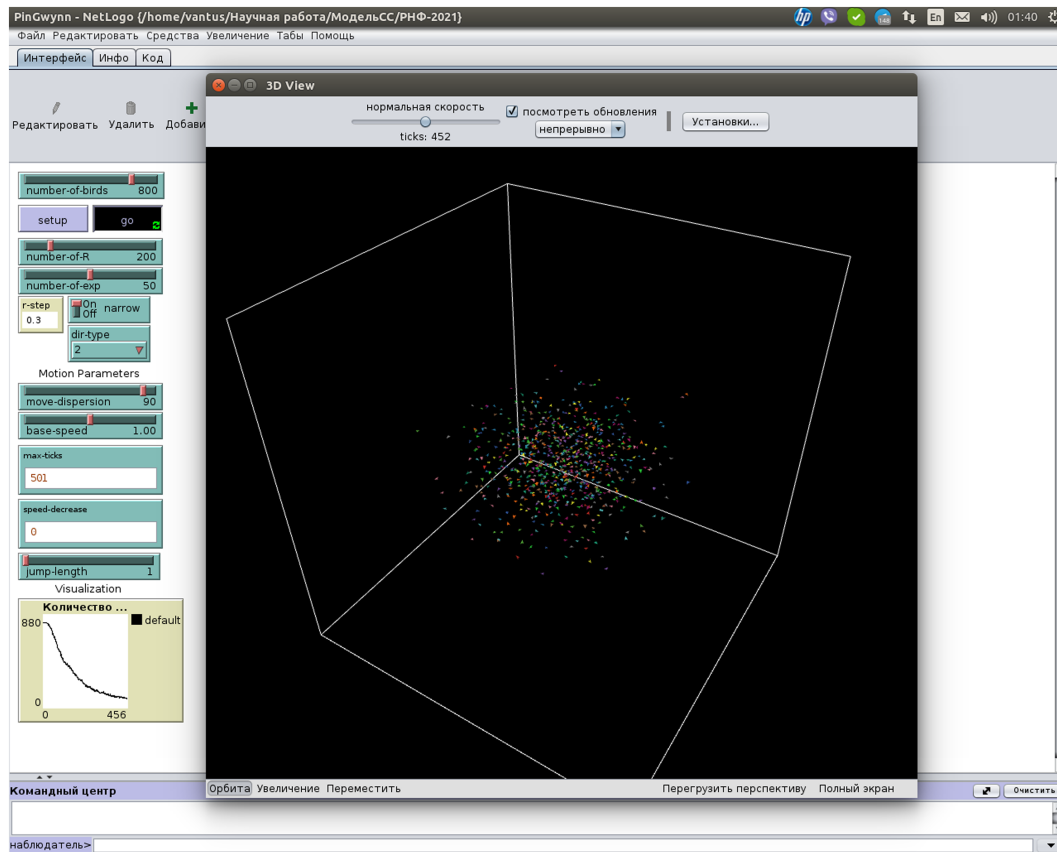 PinGwynn - NetLogo {/home/vantus/Научная работа/МодельСС/РНФ-2021}
En
01:40
Файл Редактировать Средства Увеличение Табы Помощь
Интерфейс Инфо Код
3D View
Редактировать Удалить Добави
нормальная скорость
ticks: 452
посмотреть обновления
непрерывно
Установки...
number-of-birds 800
setup go
number-of-R 200
number-of-exp 50
r-step
0.3
On
Off
narrow
dir-type
2
Motion Parameters
move-dispersion 90
base-speed 1.00
max-ticks
501
speed-decrease
0
jump-length 1
Visualization
Количество ...
default
880
0
0 456
Орбита Увеличение Переместить Перегрузить перспективу Полный экран
Командный центр Очистить
наблюдатель>